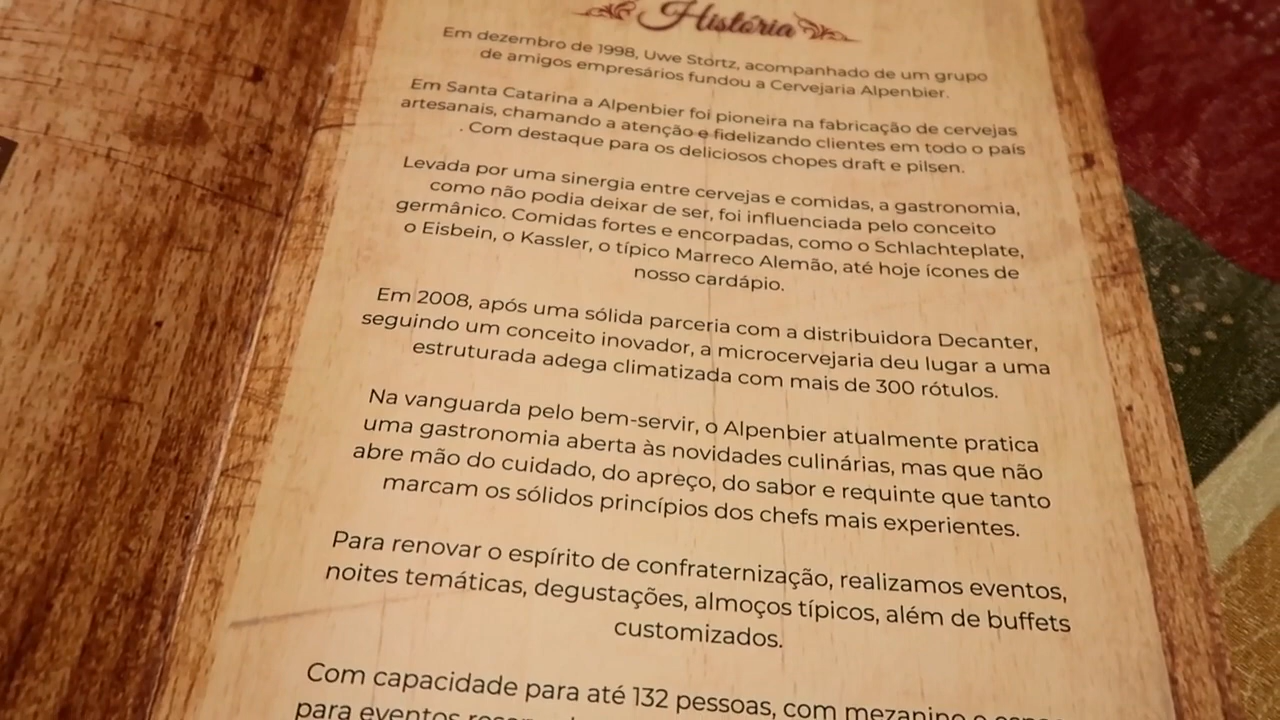 História
Em dezembro de 1998, Uwe Stortz, acompanhado de um grupo
de amigos empresários fundou a Cervejaria Alpenbier.
Em Santa Catarina a Alpenbier foi pioneira na fabricação de cervejas
artesanais, chamando a atenção e fidelizando clientes em todo o país
. Com destaque para os deliciosos chopes draft e pilsen.
Levada por uma sinergia entre cervejas e comidas, a gastronomia,
como não podia deixar de ser, foi influenciada pelo conceito
germânico. Comidas fortes e encorpadas, como o Schlachteplate,
o Eisbein, o Kassler, o típico Marreco Alemão, até hoje ícones de
nosso cardápio.
Em 2008, após uma sólida parceria com a distribuidora Decanter,
seguindo um conceito inovador, a microcervejaria deu lugar a uma
estruturada adega climatizada com mais de 300 rótulos.
Na vanguarda pelo bem-servir, o Alpenbier atualmente pratica
uma gastronomia aberta às novidades culinárias, mas que não
abre mão do cuidado, do apreço, do sabor e requinte que tanto
marcam os sólidos princípios dos chefs mais experientes.
Para renovar o espírito de confraternização, realizamos eventos,
noites temáticas, degustações, almoços típicos, além de buffets
customizados.
Com capacidade para até 132 pessoas, com mezanino e
para eventos